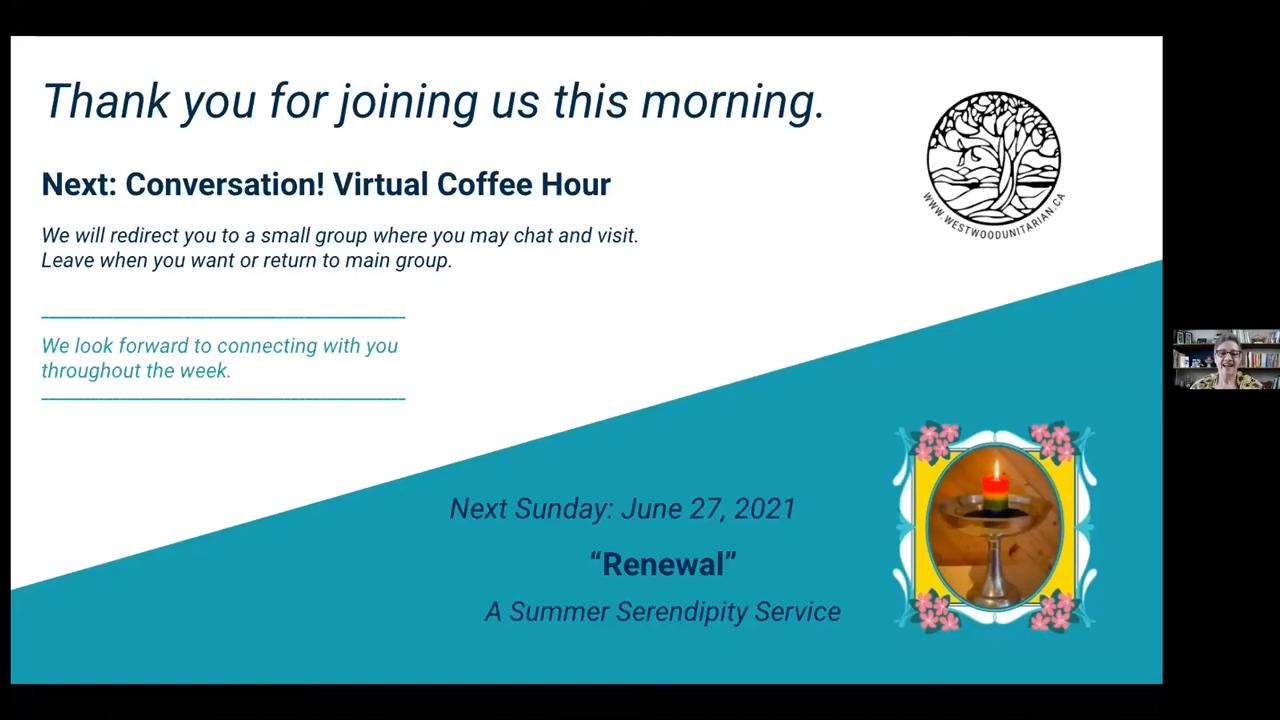 Thank you for joining us this morning.
Next: Conversation! Virtual Coffee Hour
We will redirect you to a small group where you may chat and visit.
Leave when you want or return to main group.
We look forward to connecting with you
throughout the week.
WWW.WESTWOODUNITARIAN.CA
Next Sunday: June 27, 2021
“Renewal”
A Summer Serendipity Service